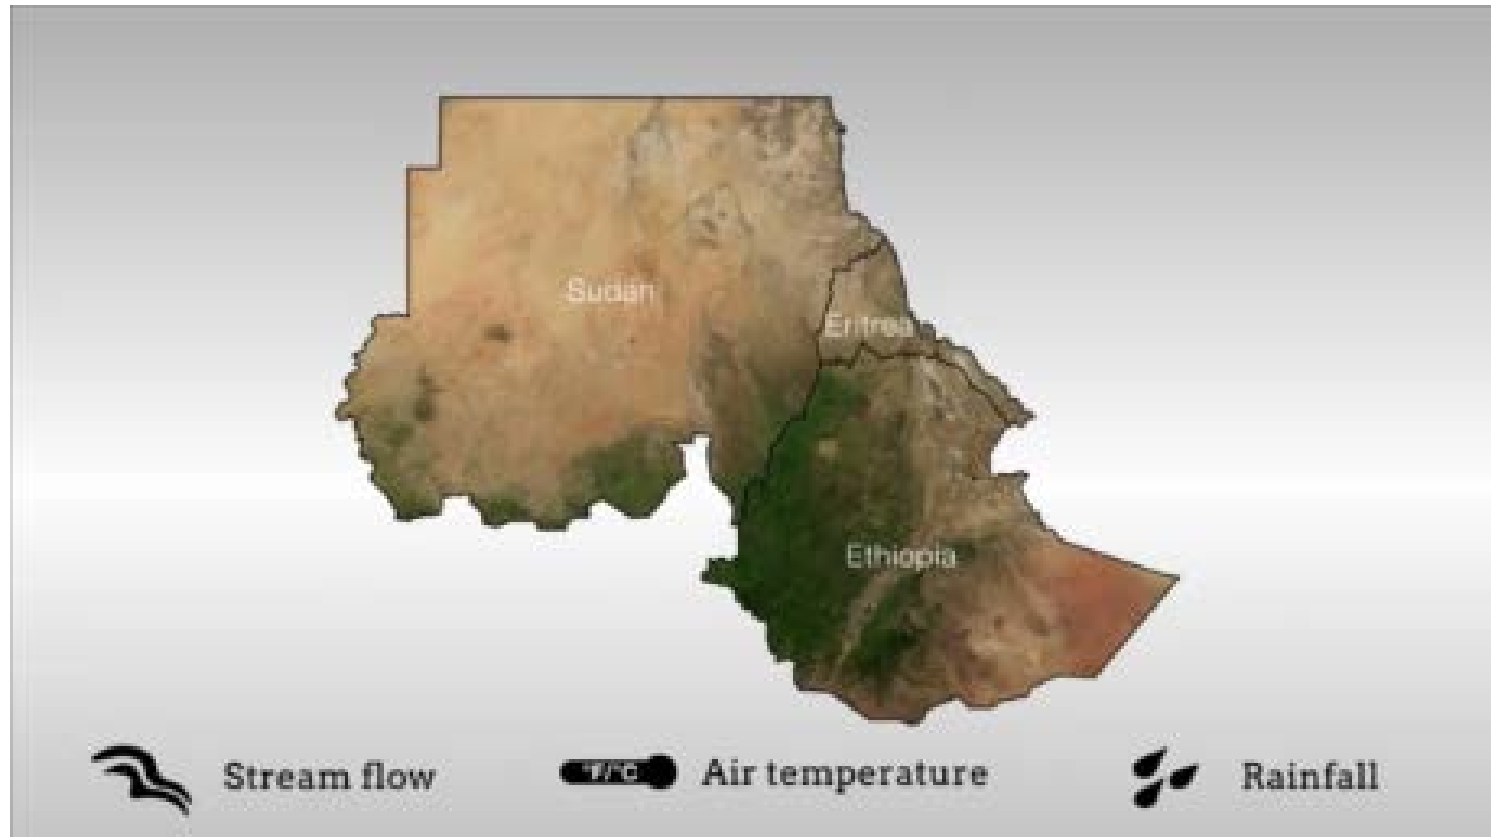 Sudan
Eritrea
Ethiopia
°F/°C
Stream flow
Air temperature
Rainfall